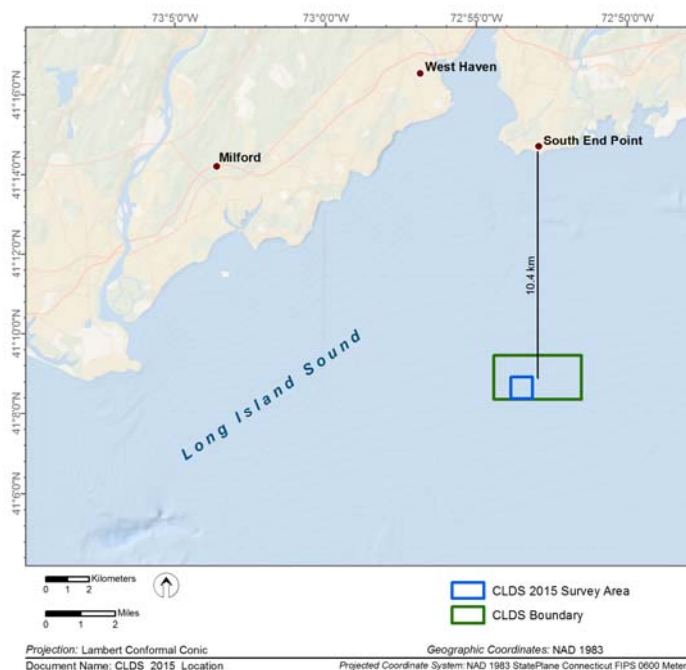 73°5'0"W 73°0'0"W 72°55'0"W 72°50'0"W
41°16'0"N
41°14'0"N
41°12'0"N
41°10'0"N
41°8'0"N
41°6'0"N
West Haven
South End Point
Milford
10.4 km
Long Island Sound
Kilometers
0 1 2
Miles
0 1 2
CLDS 2015 Survey Area
CLDS Boundary
Projection: Lambert Conformal Conic Geographic Coordinates: NAD 1983
Document Name: CLDS_2015_Location Projected Coordinate System: NAD 1983 StatePlane Connecticut FIPS 0600 Meter